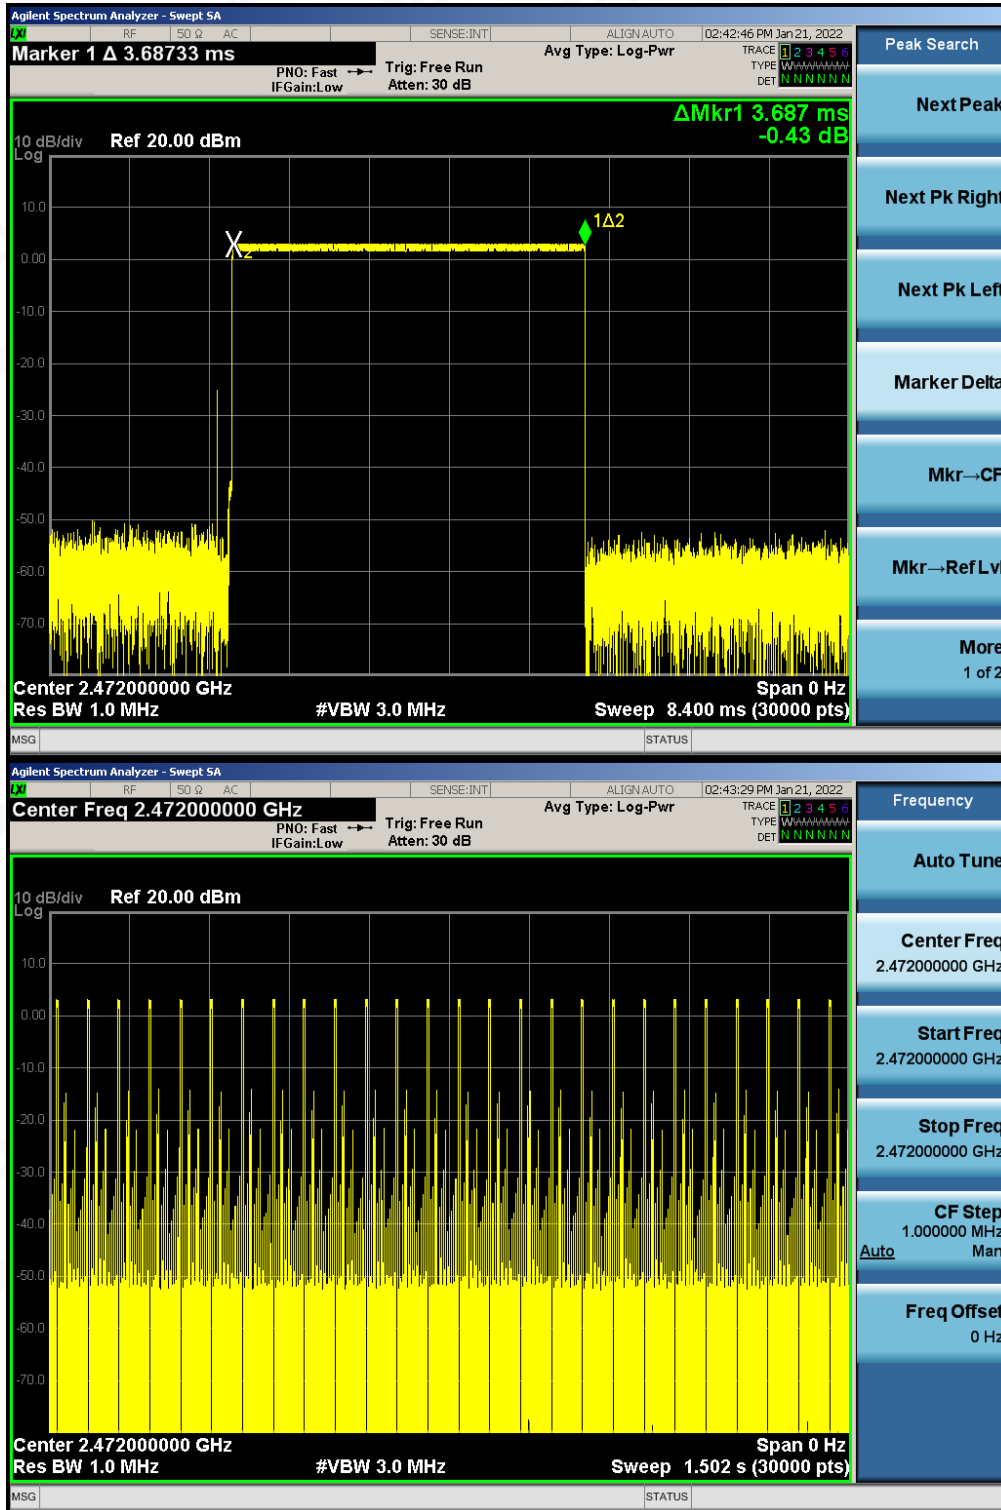 Agilent Spectrum Analyzer - Swept SA
LXI RF 50 Ω AC SENSE:INT ALIGN AUTO 02:42:46 PM Jan 21, 2022
Marker 1 Δ 3.68733 ms
PNO: Fast
IFGain:Low
Trig: Free Run
Atten: 30 dB
Avg Type: Log-Pwr
TRACE 1 2 3 4 5 6
TYPE W
DET N N N N N N
ΔMkr1 3.687 ms
-0.43 dB
10 dB/div Ref 20.00 dBm
Log
10.0
1Δ2
X2
0.00
-10.0
-20.0
-30.0
-40.0
-50.0
-60.0
-70.0
Center 2.472000000 GHz Span 0 Hz
Res BW 1.0 MHz #VBW 3.0 MHz Sweep 8.400 ms (30000 pts)
MSG STATUS
Peak Search
Next Peak
Next Pk Right
Next Pk Left
Marker Delta
Mkr→CF
Mkr→Ref Lvl
More
1 of 2
Agilent Spectrum Analyzer - Swept SA
LXI RF 50 Ω AC SENSE:INT ALIGN AUTO 02:43:29 PM Jan 21, 2022
Center Freq 2.472000000 GHz
PNO: Fast
IFGain:Low
Trig: Free Run
Atten: 30 dB
Avg Type: Log-Pwr
TRACE 1 2 3 4 5 6
TYPE W
DET N N N N N N
10 dB/div Ref 20.00 dBm
Log
10.0
0.00
-10.0
-20.0
-30.0
-40.0
-50.0
-60.0
-70.0
Center 2.472000000 GHz Span 0 Hz
Res BW 1.0 MHz #VBW 3.0 MHz Sweep 1.502 s (30000 pts)
MSG STATUS
Frequency
Auto Tune
Center Freq
2.472000000 GHz
Start Freq
2.472000000 GHz
Stop Freq
2.472000000 GHz
CF Step
1.000000 MHz
Auto Man
Freq Offset
0 Hz